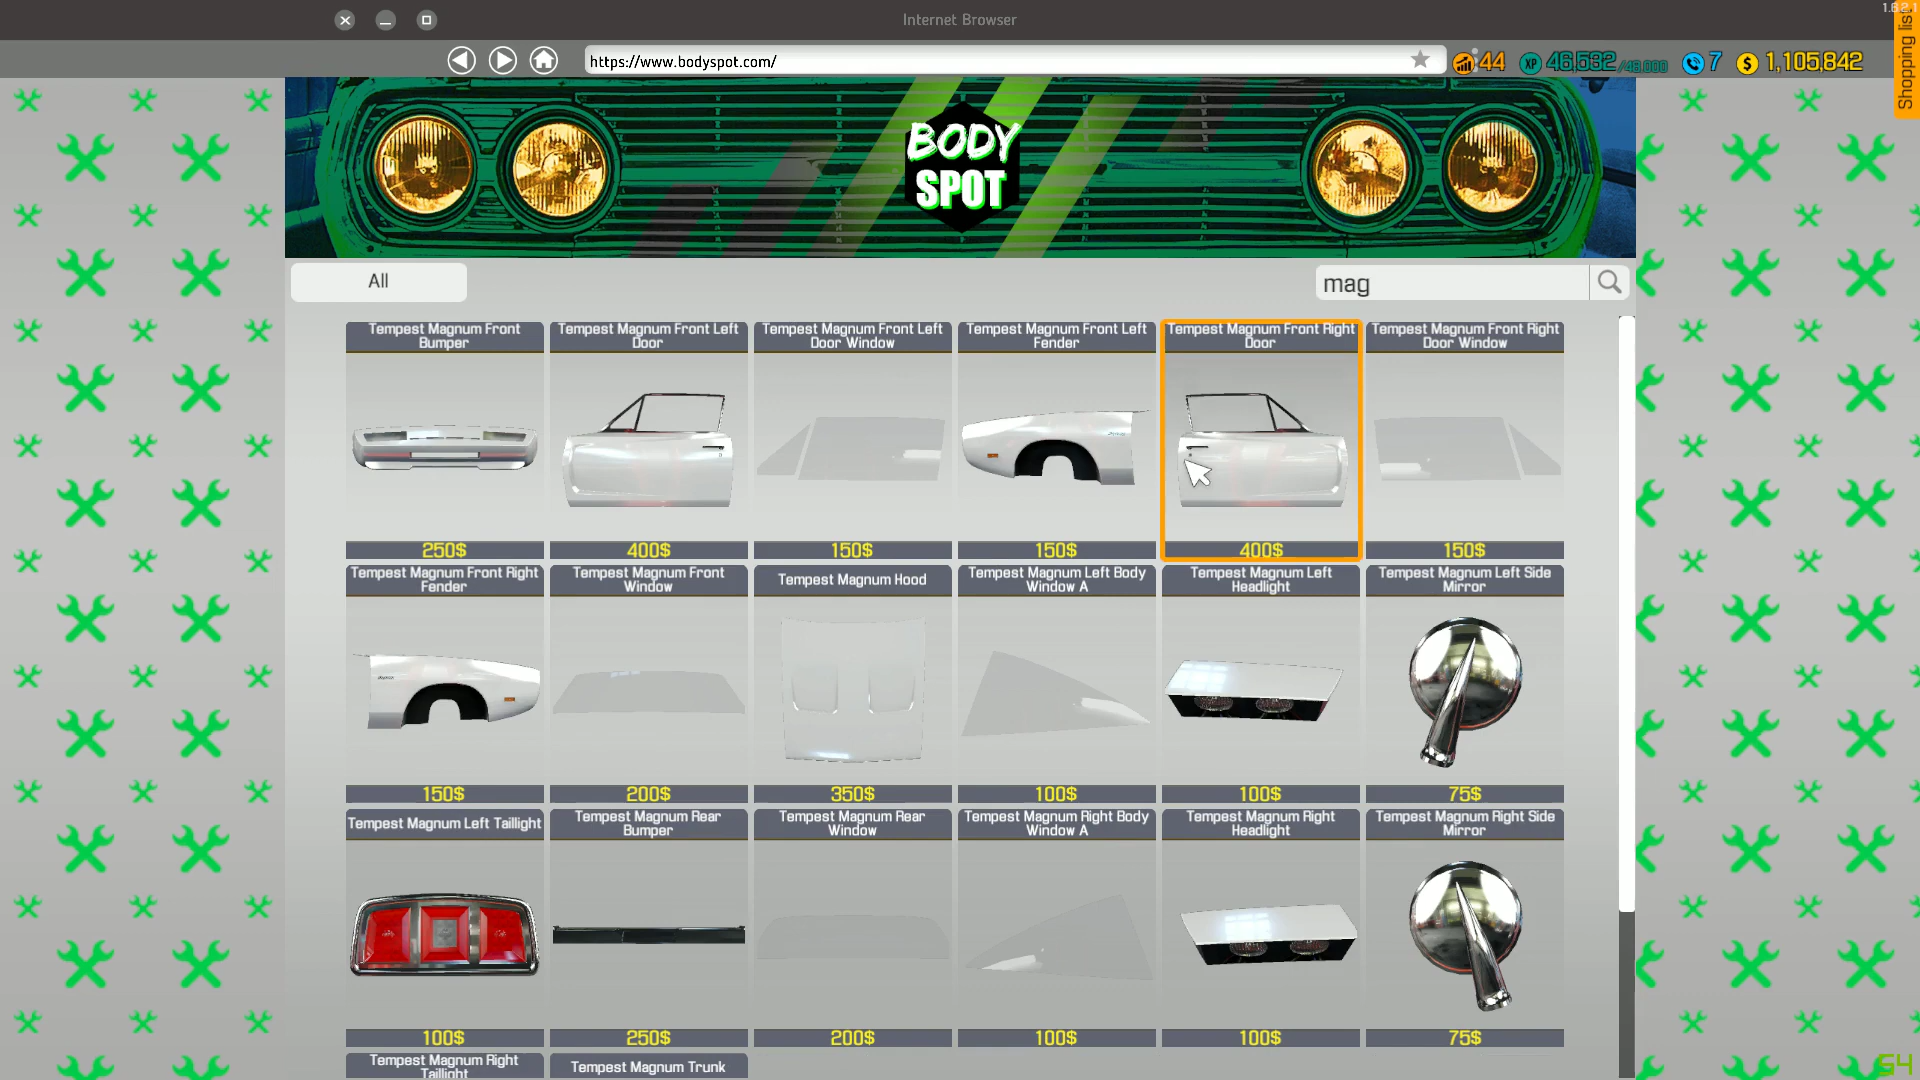 1.6.2.1
Internet Browser
https://www.bodyspot.com/
44
XP
46,532/48,000
7
$
1,105,842
Shopping list
BODY
SPOT
All
mag
Tempest Magnum Front
Bumper
250$
Tempest Magnum Front Left
Door
400$
Tempest Magnum Front Left
Door Window
150$
Tempest Magnum Front Left
Fender
150$
Tempest Magnum Front Right
Door
400$
Tempest Magnum Front Right
Door Window
150$
Tempest Magnum Front Right
Fender
150$
Tempest Magnum Front
Window
200$
Tempest Magnum Hood
350$
Tempest Magnum Left Body
Window A
100$
Tempest Magnum Left
Headlight
100$
Tempest Magnum Left Side
Mirror
75$
Tempest Magnum Left Taillight
100$
Tempest Magnum Rear
Bumper
250$
Tempest Magnum Rear
Window
200$
Tempest Magnum Right Body
Window A
100$
Tempest Magnum Right
Headlight
100$
Tempest Magnum Right Side
Mirror
75$
Tempest Magnum Right
Taillight
Tempest Magnum Trunk
54